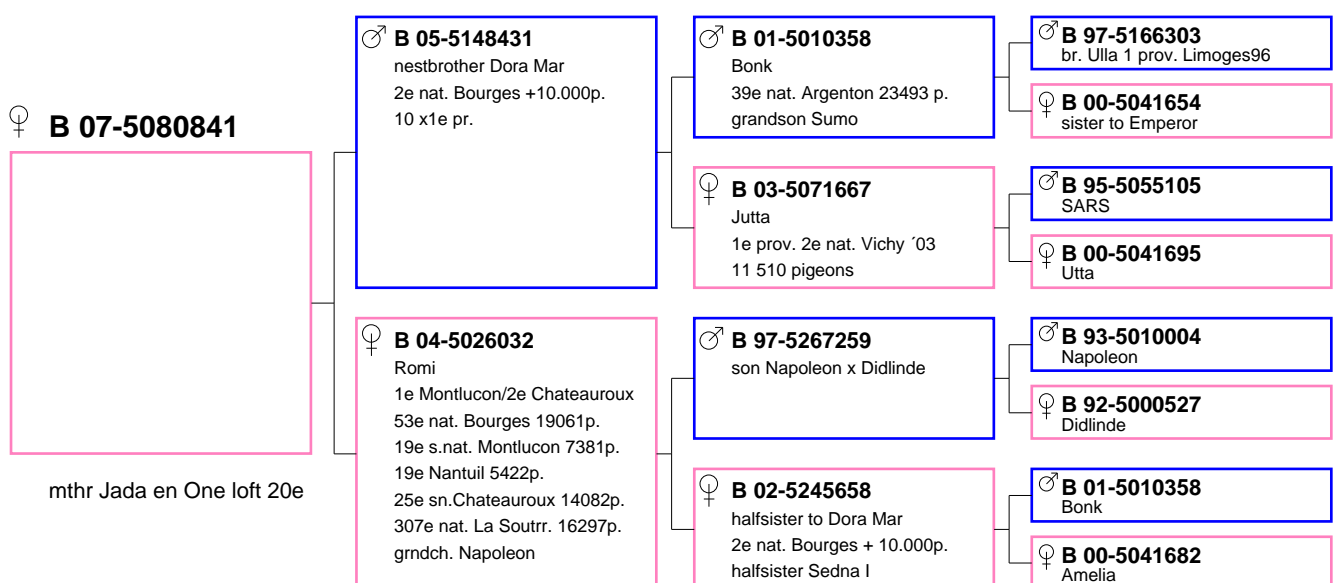 B 07-5080841
mthr Jada en One loft 20e
B 05-5148431
nestbrother Dora Mar
2e nat. Bourges +10.000p.
10 x1e pr.
B 04-5026032
Romi
1e Montlucon/2e Chateauroux
53e nat. Bourges 19061p.
19e s.nat. Montlucon 7381p.
19e Nantuil 5422p.
25e sn.Chateauroux 14082p.
307e nat. La Soutrr. 16297p.
grndch. Napoleon
B 01-5010358
Bonk
39e nat. Argenton 23493 p.
grandson Sumo
B 03-5071667
Jutta
1e prov. 2e nat. Vichy ´03
11 510 pigeons
B 97-5267259
son Napoleon x Didlinde
B 02-5245658
halfsister to Dora Mar
2e nat. Bourges + 10.000p.
halfsister Sedna I
B 97-5166303
br. Ulla 1 prov. Limoges96
B 00-5041654
sister to Emperor
B 95-5055105
SARS
B 00-5041695
Utta
B 93-5010004
Napoleon
B 92-5000527
Didlinde
B 01-5010358
Bonk
B 00-5041682
Amelia